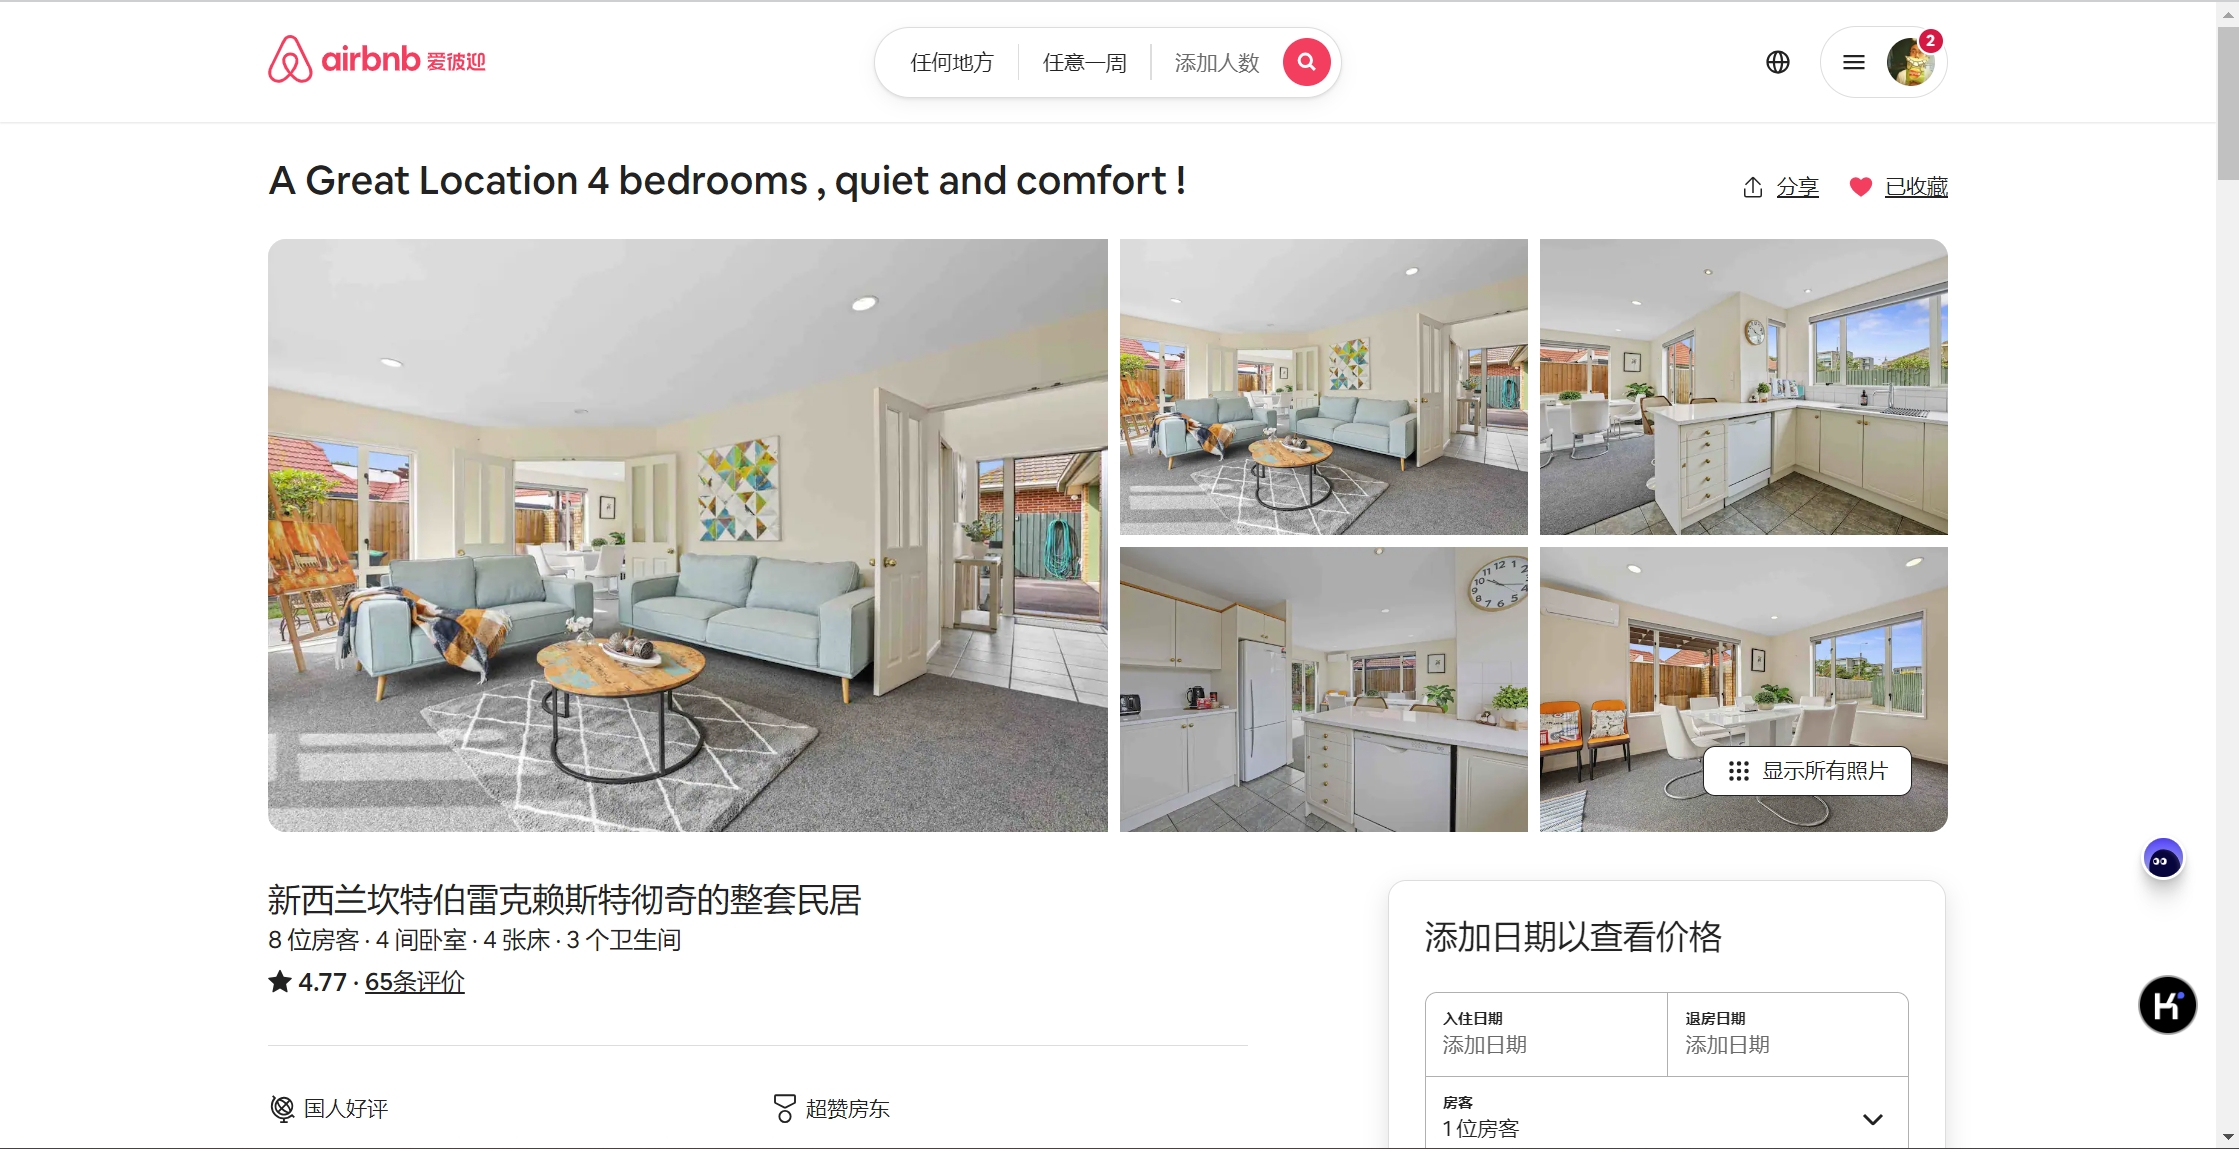 airbnb 爱彼迎
任何地方
任意一周
添加人数
2
A Great Location 4 bedrooms , quiet and comfort !
分享
已收藏
显示所有照片
新西兰坎特伯雷克赖斯特彻奇的整套民居
8 位房客 · 4 间卧室 · 4 张床 · 3 个卫生间
4.77 · 65条评价
国人好评
超赞房东
添加日期以查看价格
入住日期
添加日期
退房日期
添加日期
房客
1 位房客
K